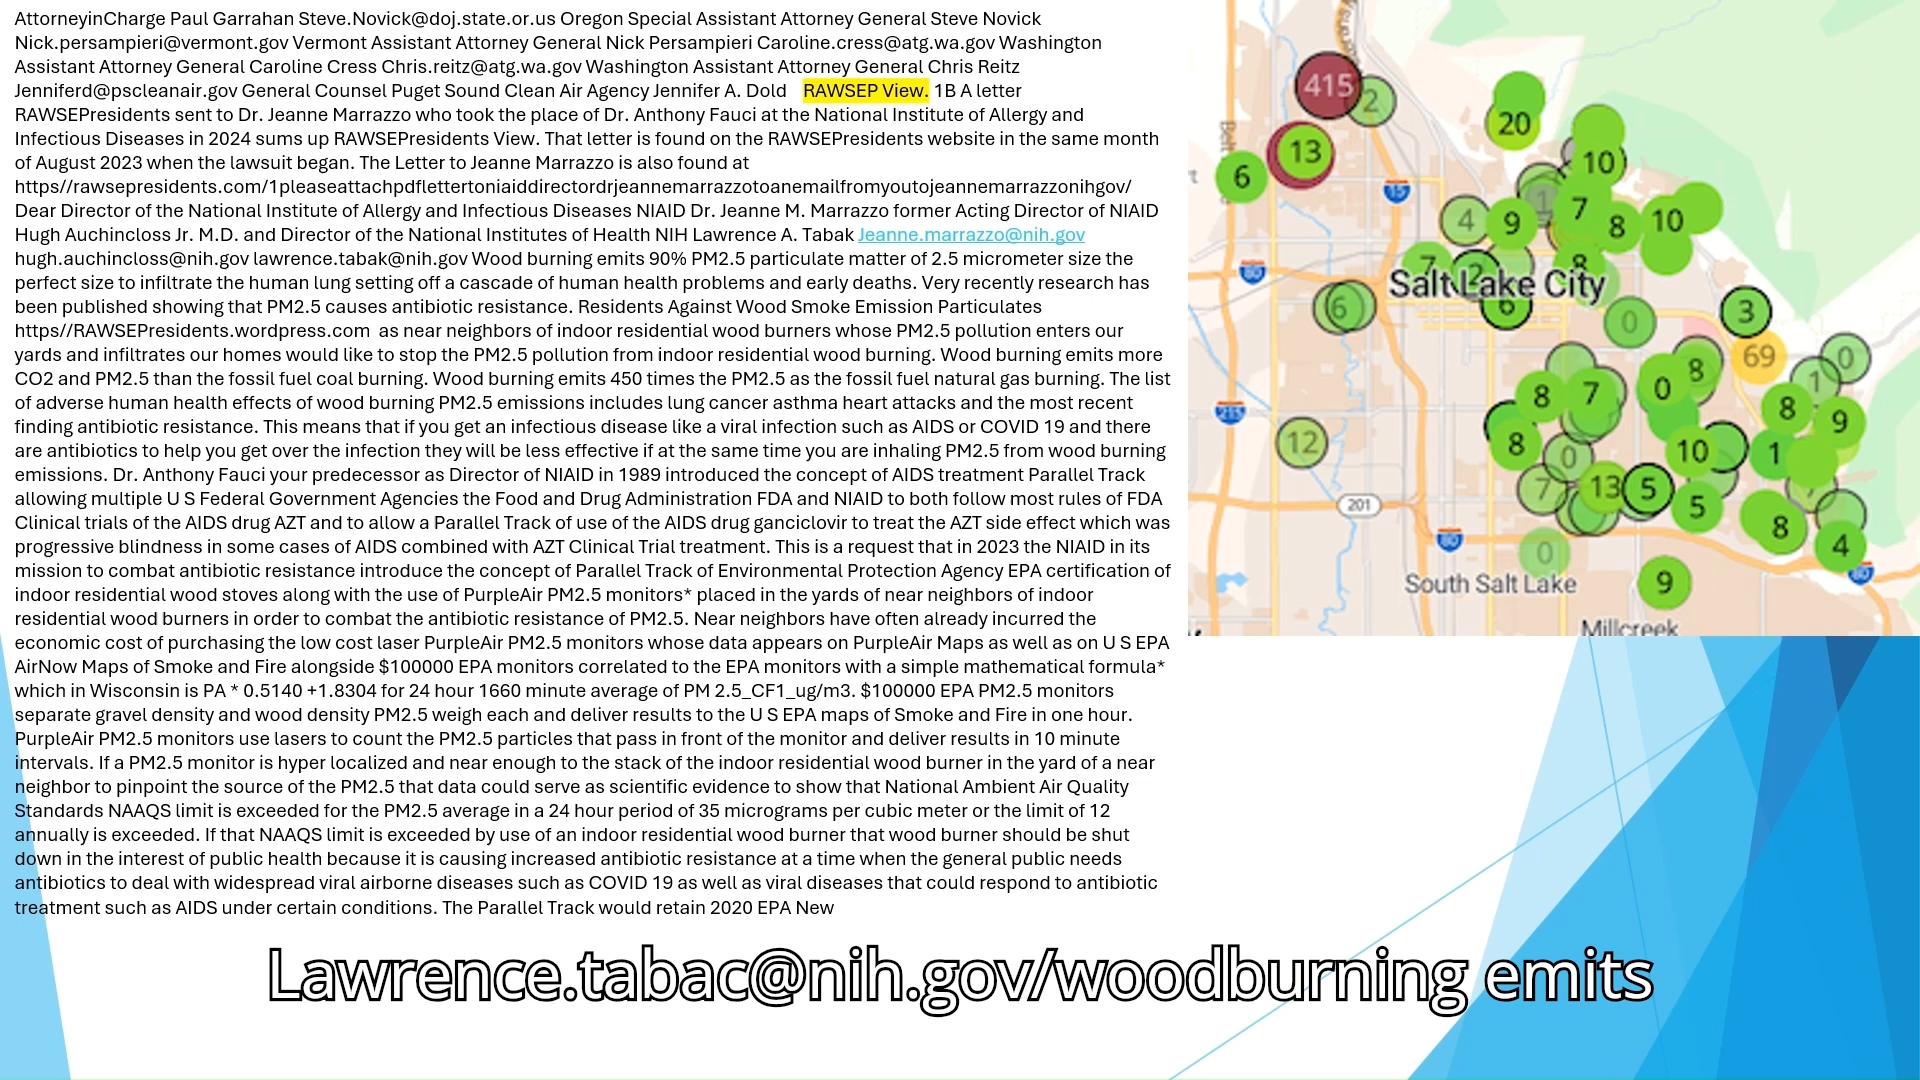 AttorneyinCharge Paul Garrahan Steve.Novick@doj.state.or.us Oregon Special Assistant Attorney General Steve Novick
Nick.persampieri@vermont.gov Vermont Assistant Attorney General Nick Persampieri Caroline.cress@atg.wa.gov Washington
Assistant Attorney General Caroline Cress Chris.reitz@atg.wa.gov Washington Assistant Attorney General Chris Reitz
Jenniferd@pscleanair.gov General Counsel Puget Sound Clean Air Agency Jennifer A. Dold RAWSEP View. 1B A letter
RAWSEPresidents sent to Dr. Jeanne Marrazzo who took the place of Dr. Anthony Fauci at the National Institute of Allergy and
Infectious Diseases in 2024 sums up RAWSEPresidents View. That letter is found on the RAWSEPresidents website in the same month
of August 2023 when the lawsuit began. The Letter to Jeanne Marrazzo is also found at
https//rawsepresidents.com/1pleaseattachpdflettertoniaiddirectordrjeannemarrazzotoanemailfromyoutojeannemarrazzonihgov/
Dear Director of the National Institute of Allergy and Infectious Diseases NIAID Dr. Jeanne M. Marrazzo former Acting Director of NIAID
Hugh Auchincloss Jr. M.D. and Director of the National Institutes of Health NIH Lawrence A. Tabak Jeanne.marrazzo@nih.gov
hugh.auchincloss@nih.gov lawrence.tabak@nih.gov Wood burning emits 90% PM2.5 particulate matter of 2.5 micrometer size the
perfect size to infiltrate the human lung setting off a cascade of human health problems and early deaths. Very recently research has
been published showing that PM2.5 causes antibiotic resistance. Residents Against Wood Smoke Emission Particulates
https//RAWSEPresidents.wordpress.com as near neighbors of indoor residential wood burners whose PM2.5 pollution enters our
yards and infiltrates our homes would like to stop the PM2.5 pollution from indoor residential wood burning. Wood burning emits more
CO2 and PM2.5 than the fossil fuel coal burning. Wood burning emits 450 times the PM2.5 as the fossil fuel natural gas burning. The list
of adverse human health effects of wood burning PM2.5 emissions includes lung cancer asthma heart attacks and the most recent
finding antibiotic resistance. This means that if you get an infectious disease like a viral infection such as AIDS or COVID 19 and there
are antibiotics to help you get over the infection they will be less effective if at the same time you are inhaling PM2.5 from wood burning
emissions. Dr. Anthony Fauci your predecessor as Director of NIAID in 1989 introduced the concept of AIDS treatment Parallel Track
allowing multiple U S Federal Government Agencies the Food and Drug Administration FDA and NIAID to both follow most rules of FDA
Clinical trials of the AIDS drug AZT and to allow a Parallel Track of use of the AIDS drug ganciclovir to treat the AZT side effect which was
progressive blindness in some cases of AIDS combined with AZT Clinical Trial treatment. This is a request that in 2023 the NIAID in its
mission to combat antibiotic resistance introduce the concept of Parallel Track of Environmental Protection Agency EPA certification of
indoor residential wood stoves along with the use of PurpleAir PM2.5 monitors* placed in the yards of near neighbors of indoor
residential wood burners in order to combat the antibiotic resistance of PM2.5. Near neighbors have often already incurred the
economic cost of purchasing the low cost laser PurpleAir PM2.5 monitors whose data appears on PurpleAir Maps as well as on U S EPA
AirNow Maps of Smoke and Fire alongside $100000 EPA monitors correlated to the EPA monitors with a simple mathematical formula*
which in Wisconsin is PA * 0.5140 +1.8304 for 24 hour 1660 minute average of PM 2.5_CF1_ug/m3. $100000 EPA PM2.5 monitors
separate gravel density and wood density PM2.5 weigh each and deliver results to the U S EPA maps of Smoke and Fire in one hour.
PurpleAir PM2.5 monitors use lasers to count the PM2.5 particles that pass in front of the monitor and deliver results in 10 minute
intervals. If a PM2.5 monitor is hyper localized and near enough to the stack of the indoor residential wood burner in the yard of a near
neighbor to pinpoint the source of the PM2.5 that data could serve as scientific evidence to show that National Ambient Air Quality
Standards NAAQS limit is exceeded for the PM2.5 average in a 24 hour period of 35 micrograms per cubic meter or the limit of 12
annually is exceeded. If that NAAQS limit is exceeded by use of an indoor residential wood burner that wood burner should be shut
down in the interest of public health because it is causing increased antibiotic resistance at a time when the general public needs
antibiotics to deal with widespread viral airborne diseases such as COVID 19 as well as viral diseases that could respond to antibiotic
treatment such as AIDS under certain conditions. The Parallel Track would retain 2020 EPA New
415
2
20
13
6
10
1
7
4
9
8
10
7
2
8
Salt Lake City
6
6
3
0
69
0
8
1
8
7
0
8
9
12
8
0
10
1
7
13
5
5
7
8
4
201
80
15
80
215
80
0
South Salt Lake
9
Millcreek
Lawrence.tabac@nih.gov/woodburning emits